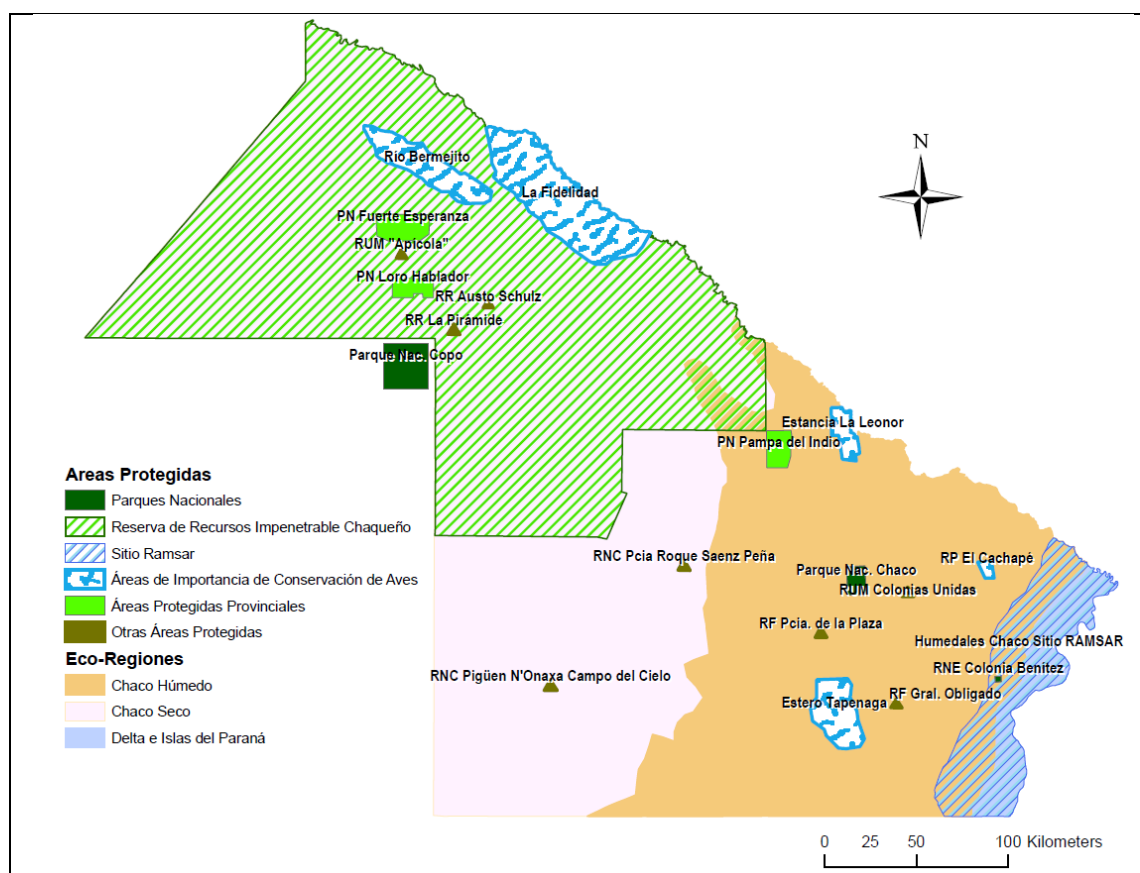 N
Río Bermejito
La Fidelidad
PN Fuerte Esperanza
RUM "Apícola"
PN Loro Hablador
RR Austo Schulz
RR La Pirámide
Parque Nac. Copo
Estancia La Leonor
PN Pampa del Indio
RNC Pcia Roque Saenz Peña
Parque Nac. Chaco
RP El Cachapé
RUM Colonias Unidas
RF Pcia. de la Plaza
Humedales Chaco Sitio RAMSAR
RNE Colonia Benítez
RNC Pigüen N'Onaxa Campo del Cielo
Estero Tapenaga
RF Gral. Obligado
Areas Protegidas
Parques Nacionales
Reserva de Recursos Impenetrable Chaqueño
Sitio Ramsar
Áreas de Importancia de Conservación de Aves
Áreas Protegidas Provinciales
Otras Áreas Protegidas
Eco-Regiones
Chaco Húmedo
Chaco Seco
Delta e Islas del Paraná
0 25 50 100 Kilometers